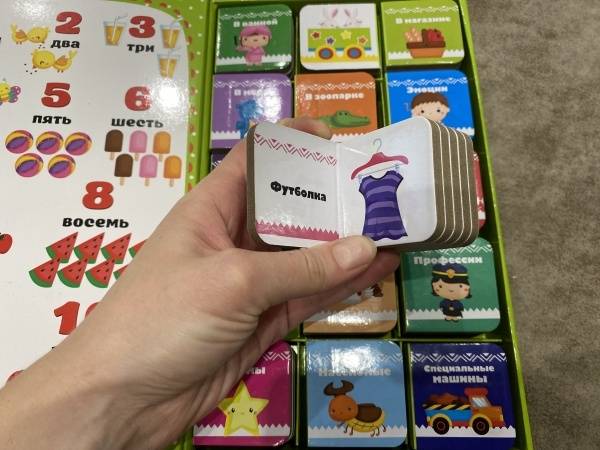 2
два
3
три
5
пять
6
шесть
8
восемь
В ванной
В магазине
В зоопарке
Эмоции
Футболка
Профессии
Насекомые
Специальные
машины